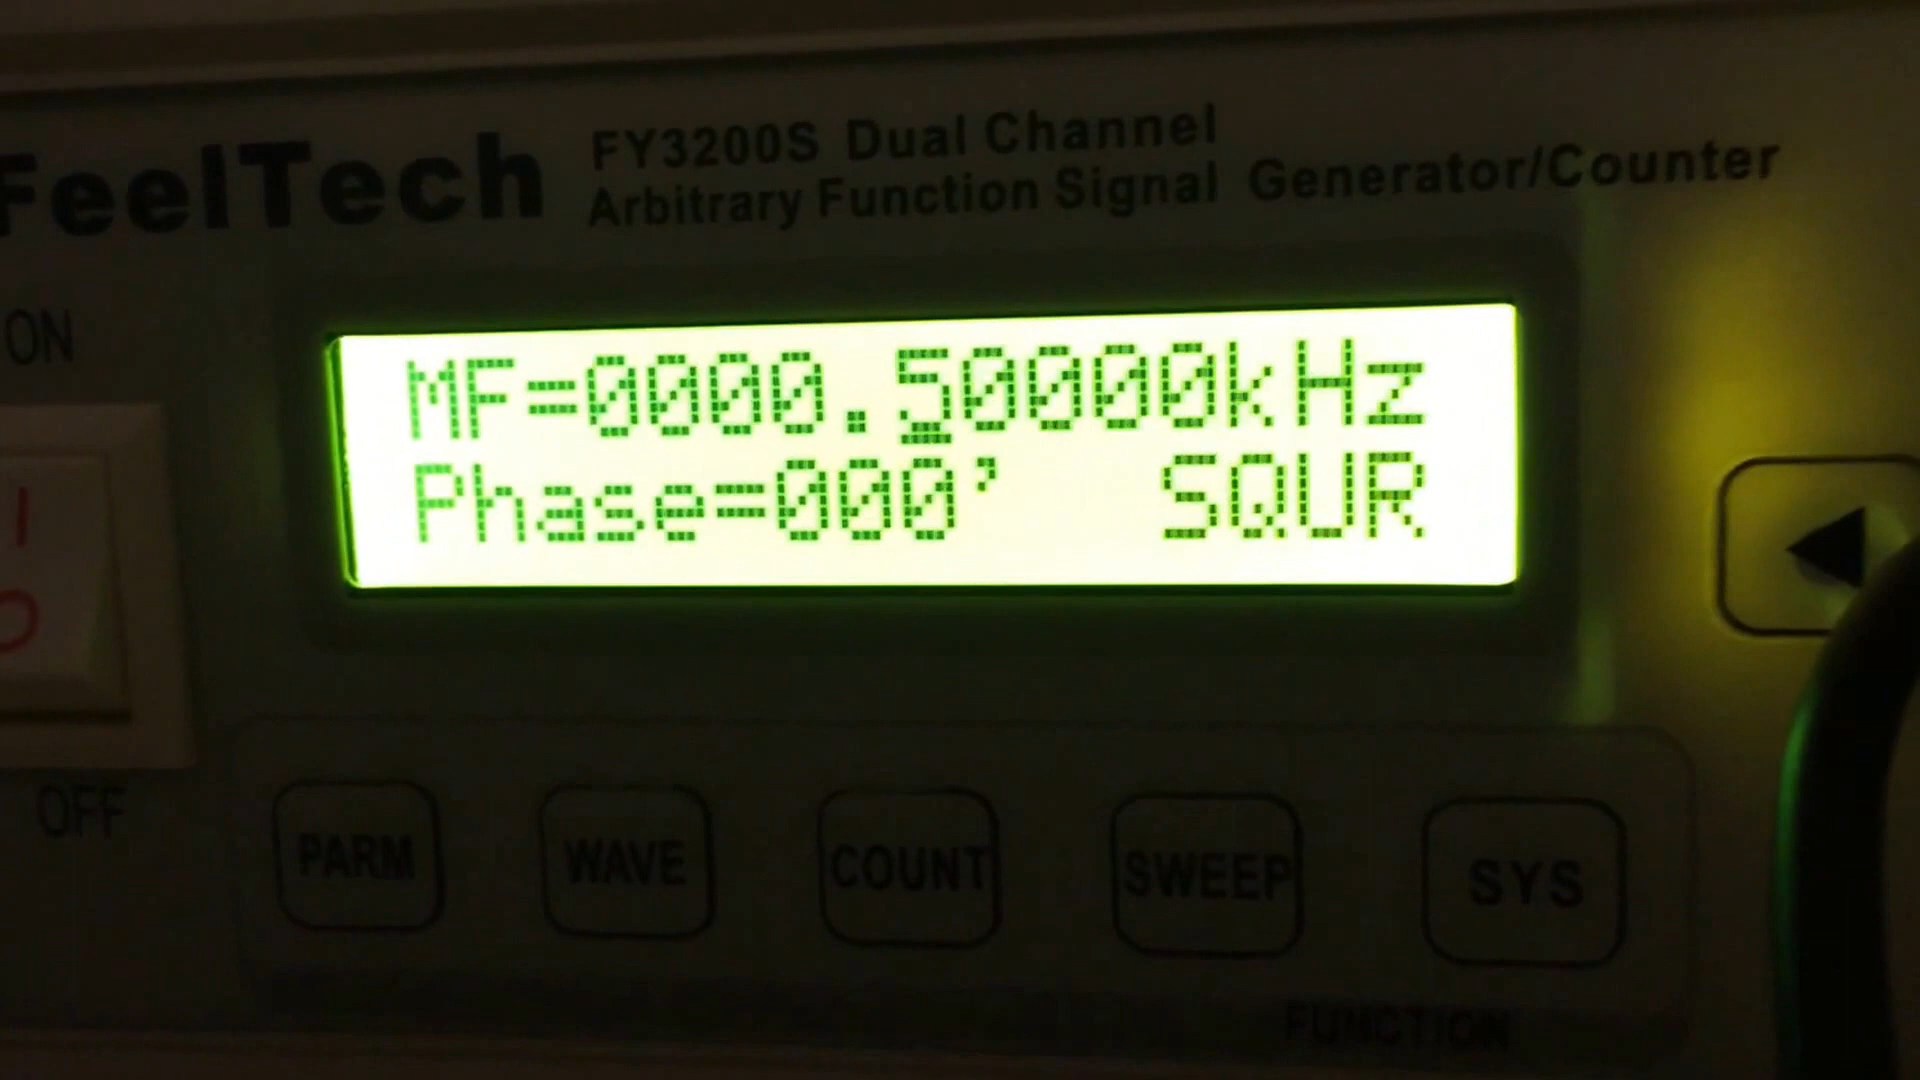 FeelTech
FY3200S Dual Channel
Arbitrary Function Signal Generator/Counter
ON
MF=0000.50000kHz
Phase=000’ SQUR
OFF
PARM WAVE COUNT SWEEP SYS
FUNCTION